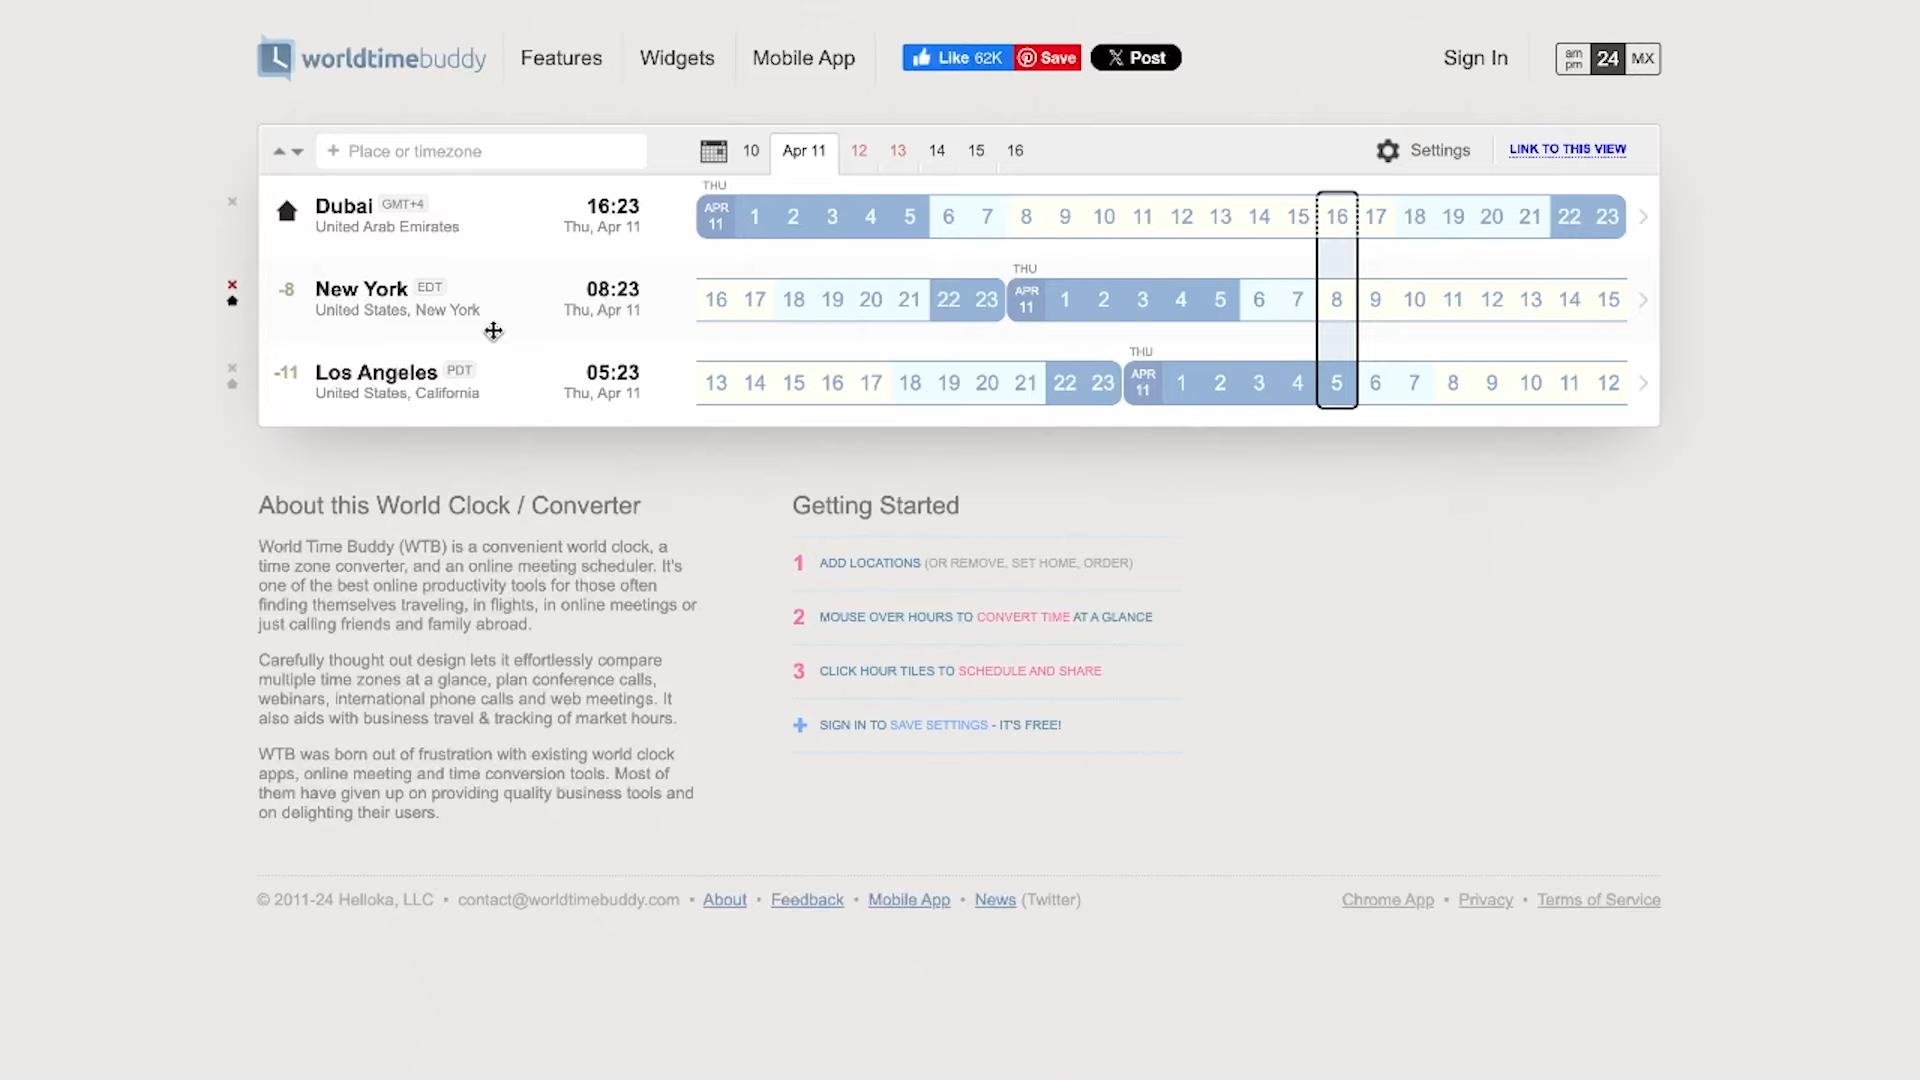 worldtimebuddy Features Widgets Mobile App Like 62K Save Post Sign In am pm 24 MX
+ Place or timezone 10 Apr 11 12 13 14 15 16 Settings LINK TO THIS VIEW
THU
Dubai GMT+4 16:23 APR 11 1 2 3 4 5 6 7 8 9 10 11 12 13 14 15 16 17 18 19 20 21 22 23
United Arab Emirates Thu, Apr 11
THU
-8 New York EDT 08:23 16 17 18 19 20 21 22 23 APR 11 1 2 3 4 5 6 7 8 9 10 11 12 13 14 15
United States, New York Thu, Apr 11
THU
-11 Los Angeles PDT 05:23 13 14 15 16 17 18 19 20 21 22 23 APR 11 1 2 3 4 5 6 7 8 9 10 11 12
United States, California Thu, Apr 11
About this World Clock / Converter
World Time Buddy (WTB) is a convenient world clock, a
time zone converter, and an online meeting scheduler. It's
one of the best online productivity tools for those often
finding themselves traveling, in flights, in online meetings or
just calling friends and family abroad.
Carefully thought out design lets it effortlessly compare
multiple time zones at a glance, plan conference calls,
webinars, international phone calls and web meetings. It
also aids with business travel & tracking of market hours.
WTB was born out of frustration with existing world clock
apps, online meeting and time conversion tools. Most of
them have given up on providing quality business tools and
on delighting their users.
Getting Started
1 ADD LOCATIONS (OR REMOVE, SET HOME, ORDER)
2 MOUSE OVER HOURS TO CONVERT TIME AT A GLANCE
3 CLICK HOUR TILES TO SCHEDULE AND SHARE
+ SIGN IN TO SAVE SETTINGS - IT'S FREE!
© 2011-24 Helloka, LLC • contact@worldtimebuddy.com • About • Feedback • Mobile App • News (Twitter) Chrome App • Privacy • Terms of Service